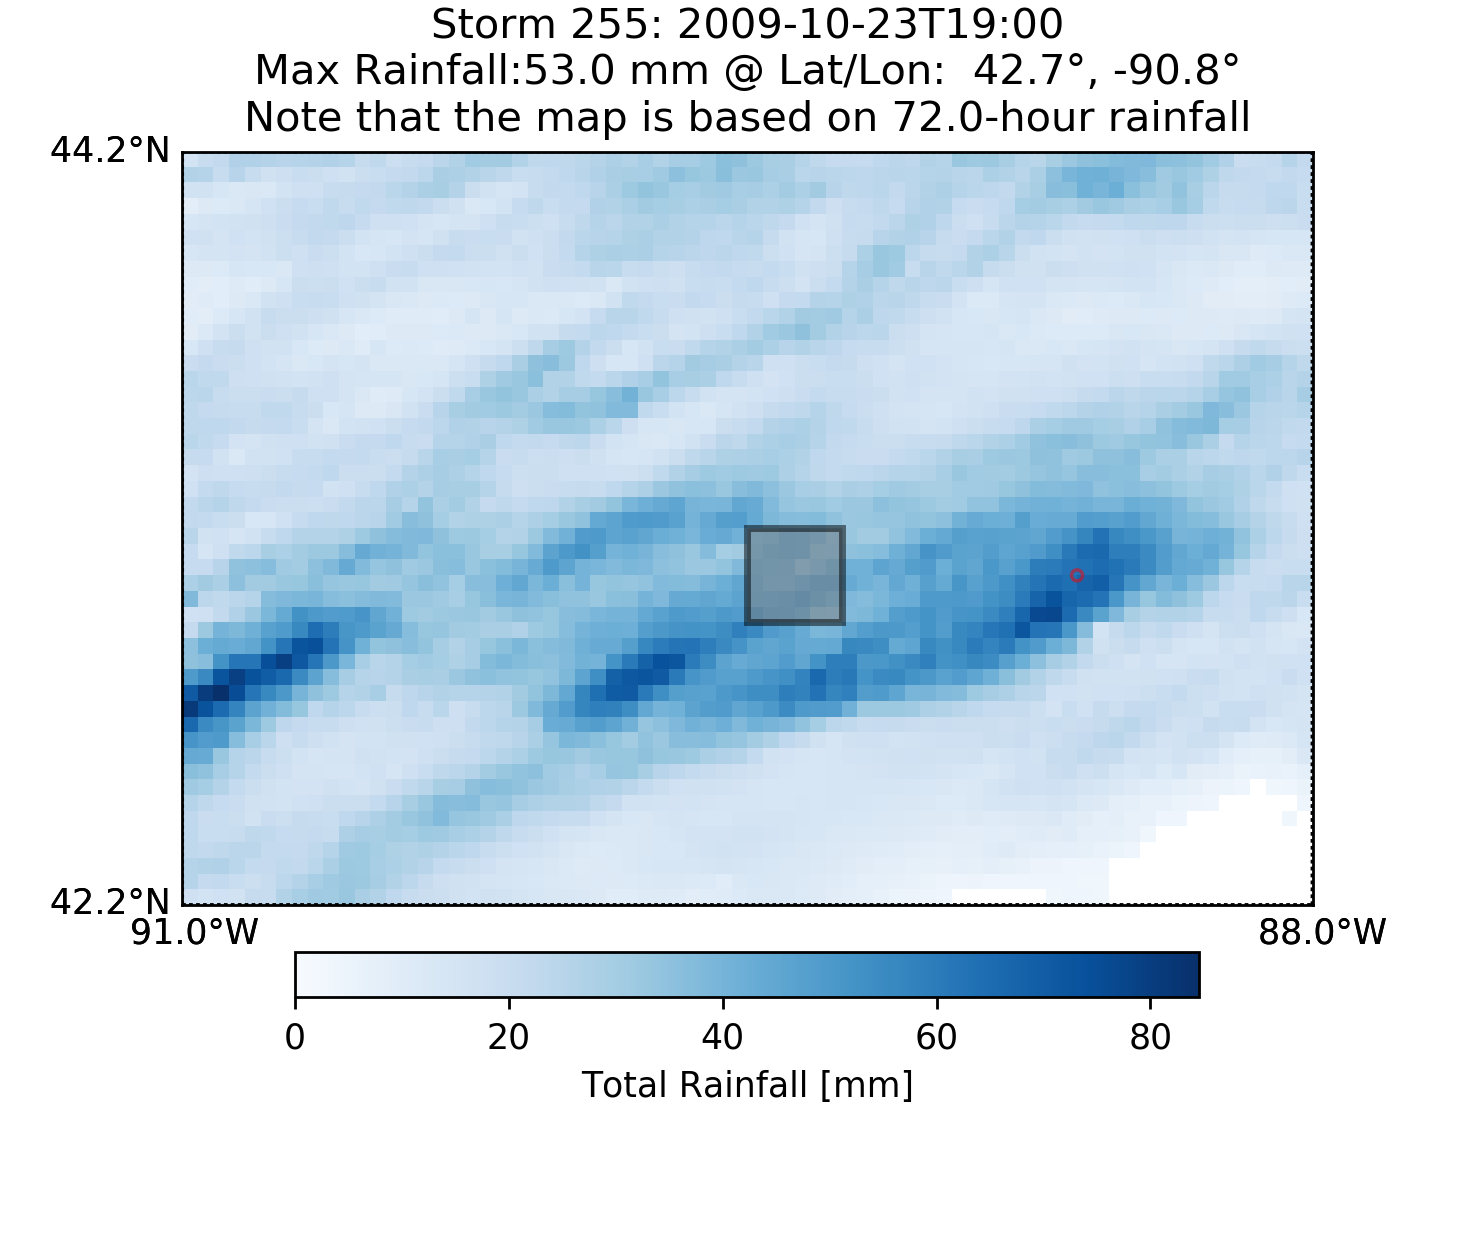 Storm 255: 2009-10-23T19:00
Max Rainfall:53.0 mm @ Lat/Lon:  42.7°, -90.8°
Note that the map is based on 72.0-hour rainfall
44.2°N
42.2°N
91.0°W 88.0°W
0 20 40 60 80
Total Rainfall [mm]